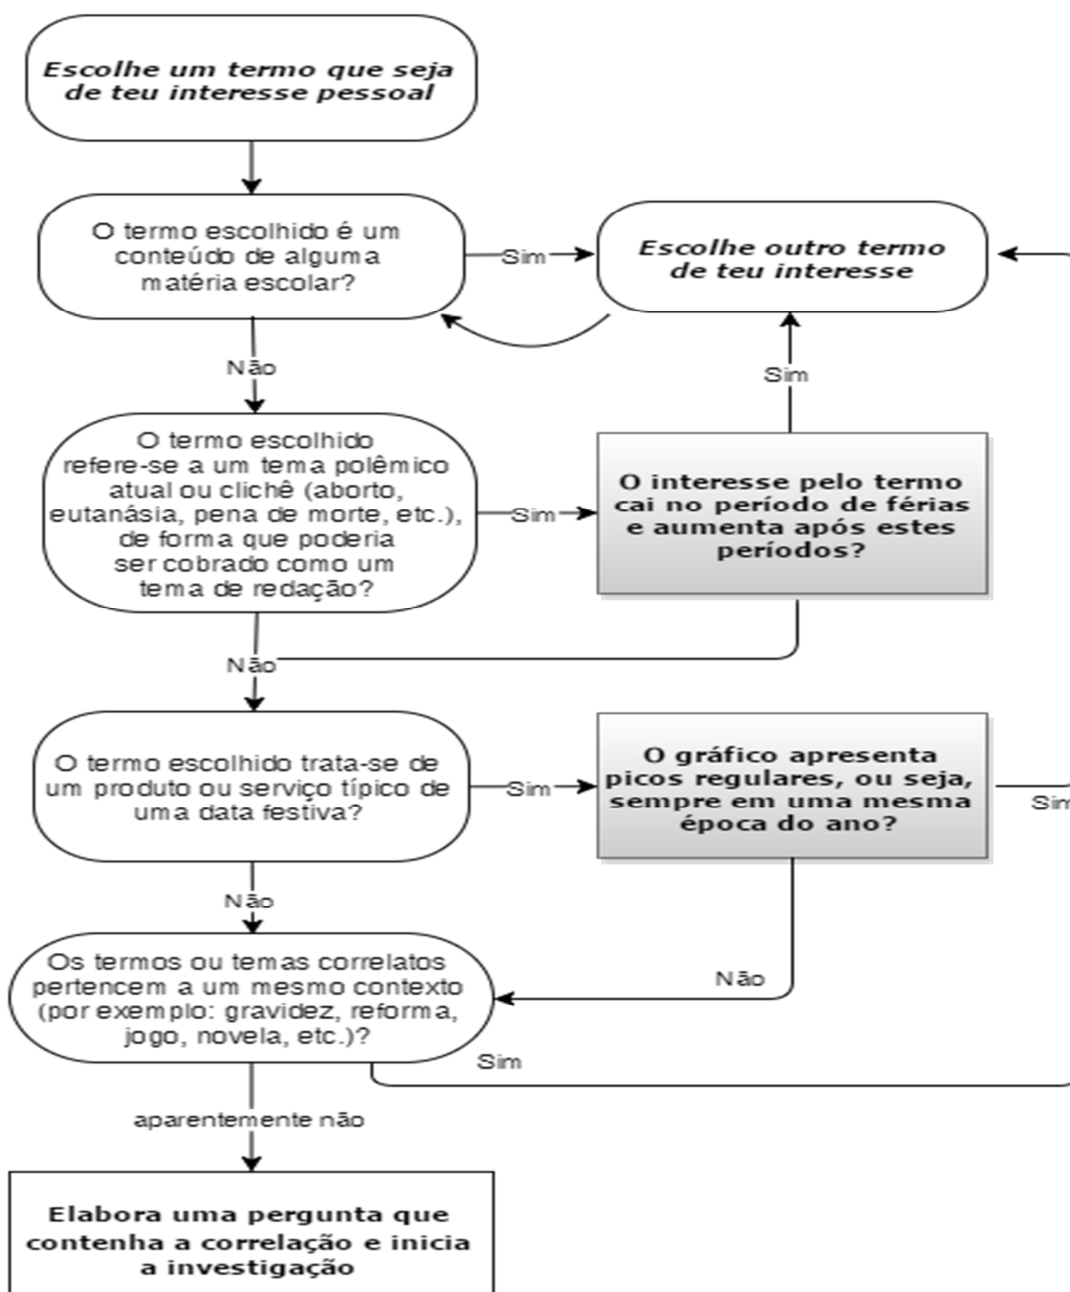 Escolhe um termo que seja
de teu interesse pessoal
O termo escolhido é um
conteúdo de alguma
matéria escolar?
Sim
Escolhe outro termo
de teu interesse
Não
Sim
O termo escolhido
refere-se a um tema polêmico
atual ou clichê (aborto,
eutanásia, pena de morte, etc.),
de forma que poderia
ser cobrado como um
tema de redação?
Sim
O interesse pelo termo
cai no período de férias
e aumenta após estes
períodos?
Não
O termo escolhido trata-se de
um produto ou serviço típico de
uma data festiva?
Sim
O gráfico apresenta
picos regulares, ou seja,
sempre em uma mesma
época do ano?
Sim
Não
Os termos ou temas correlatos
pertencem a um mesmo contexto
(por exemplo: gravidez, reforma,
jogo, novela, etc.)?
Não
Sim
aparentemente não
Elabora uma pergunta que
contenha a correlação e inicia
a investigação